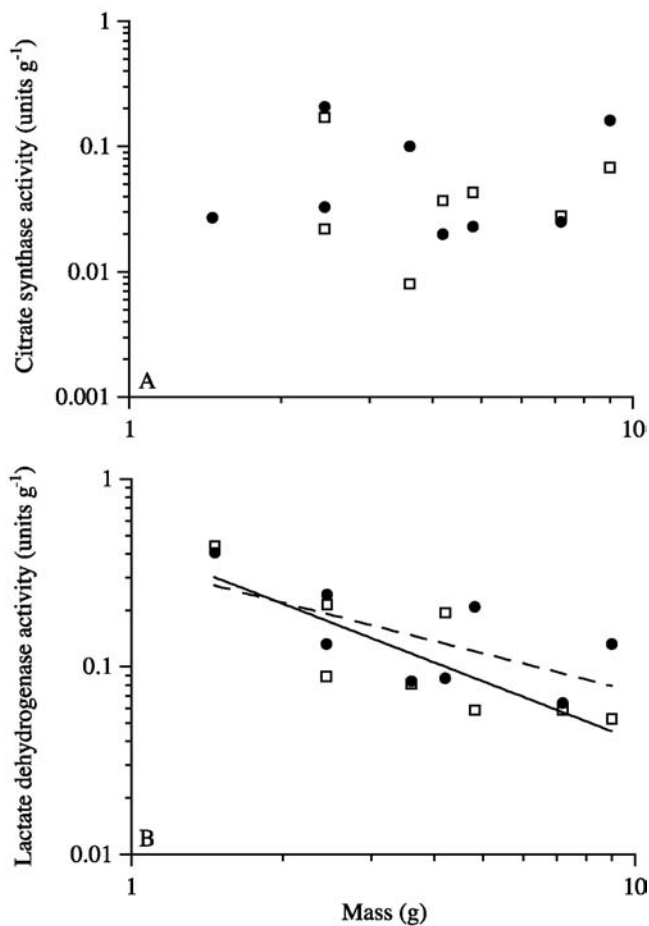 1
Citrate synthase activity (units g⁻¹)
0.1
0.01
0.001
A
1
10
1
Lactate dehydrogenase activity (units g⁻¹)
0.1
0.01
B
1
10
Mass (g)